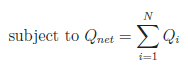 subject to Q_{net} = \sum_{i=1}^{N} Q_i